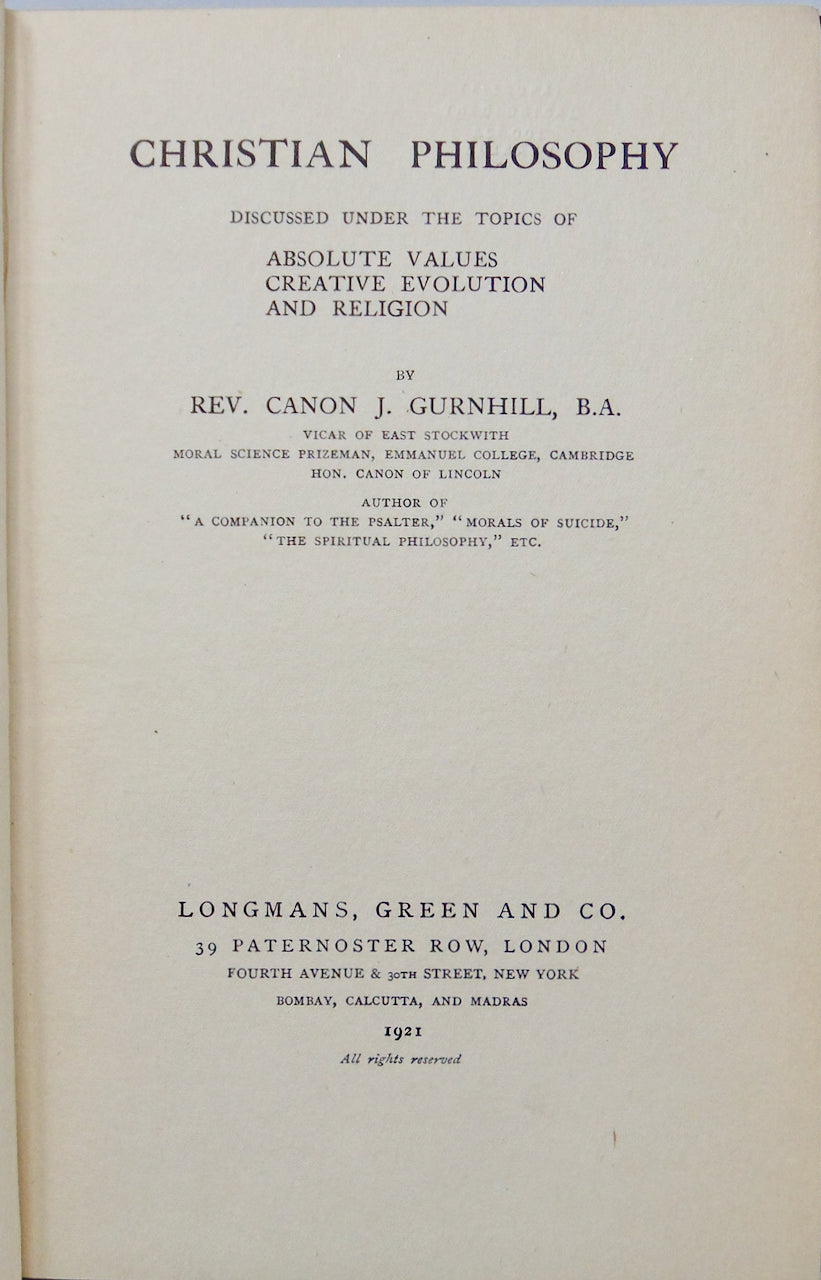 CHRISTIAN PHILOSOPHY
DISCUSSED UNDER THE TOPICS OF
ABSOLUTE VALUES
CREATIVE EVOLUTION
AND RELIGION
BY
REV. CANON J. GURNHILL, B.A.
VICAR OF EAST STOCKWITH
MORAL SCIENCE PRIZEMAN, EMMANUEL COLLEGE, CAMBRIDGE
HON. CANON OF LINCOLN
AUTHOR OF
“A COMPANION TO THE PSALTER,” “MORALS OF SUICIDE,”
“THE SPIRITUAL PHILOSOPHY,” ETC.
LONGMANS, GREEN AND CO.
39 PATERNOSTER ROW, LONDON
FOURTH AVENUE & 30TH STREET, NEW YORK
BOMBAY, CALCUTTA, AND MADRAS
1921
All rights reserved